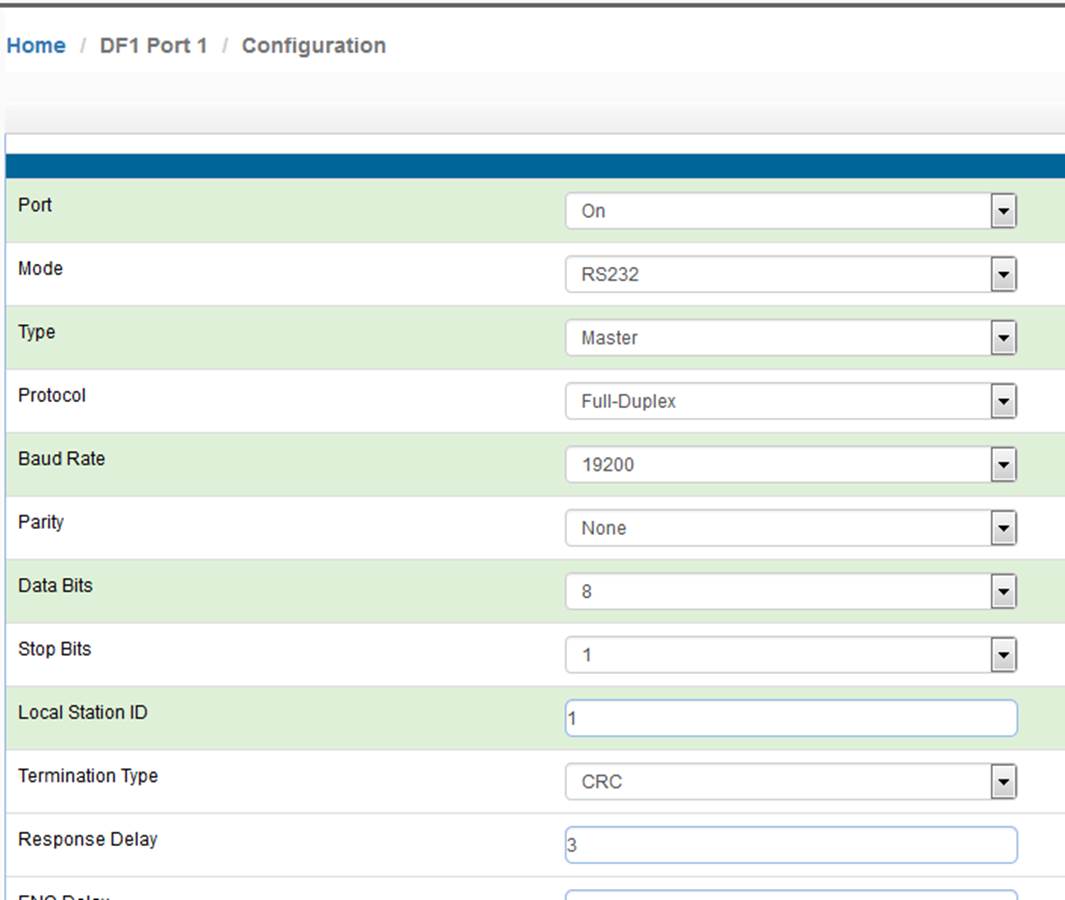 Home / DF1 Port 1 / Configuration
Port On
Mode RS232
Type Master
Protocol Full-Duplex
Baud Rate 19200
Parity None
Data Bits 8
Stop Bits 1
Local Station ID 1
Termination Type CRC
Response Delay 3